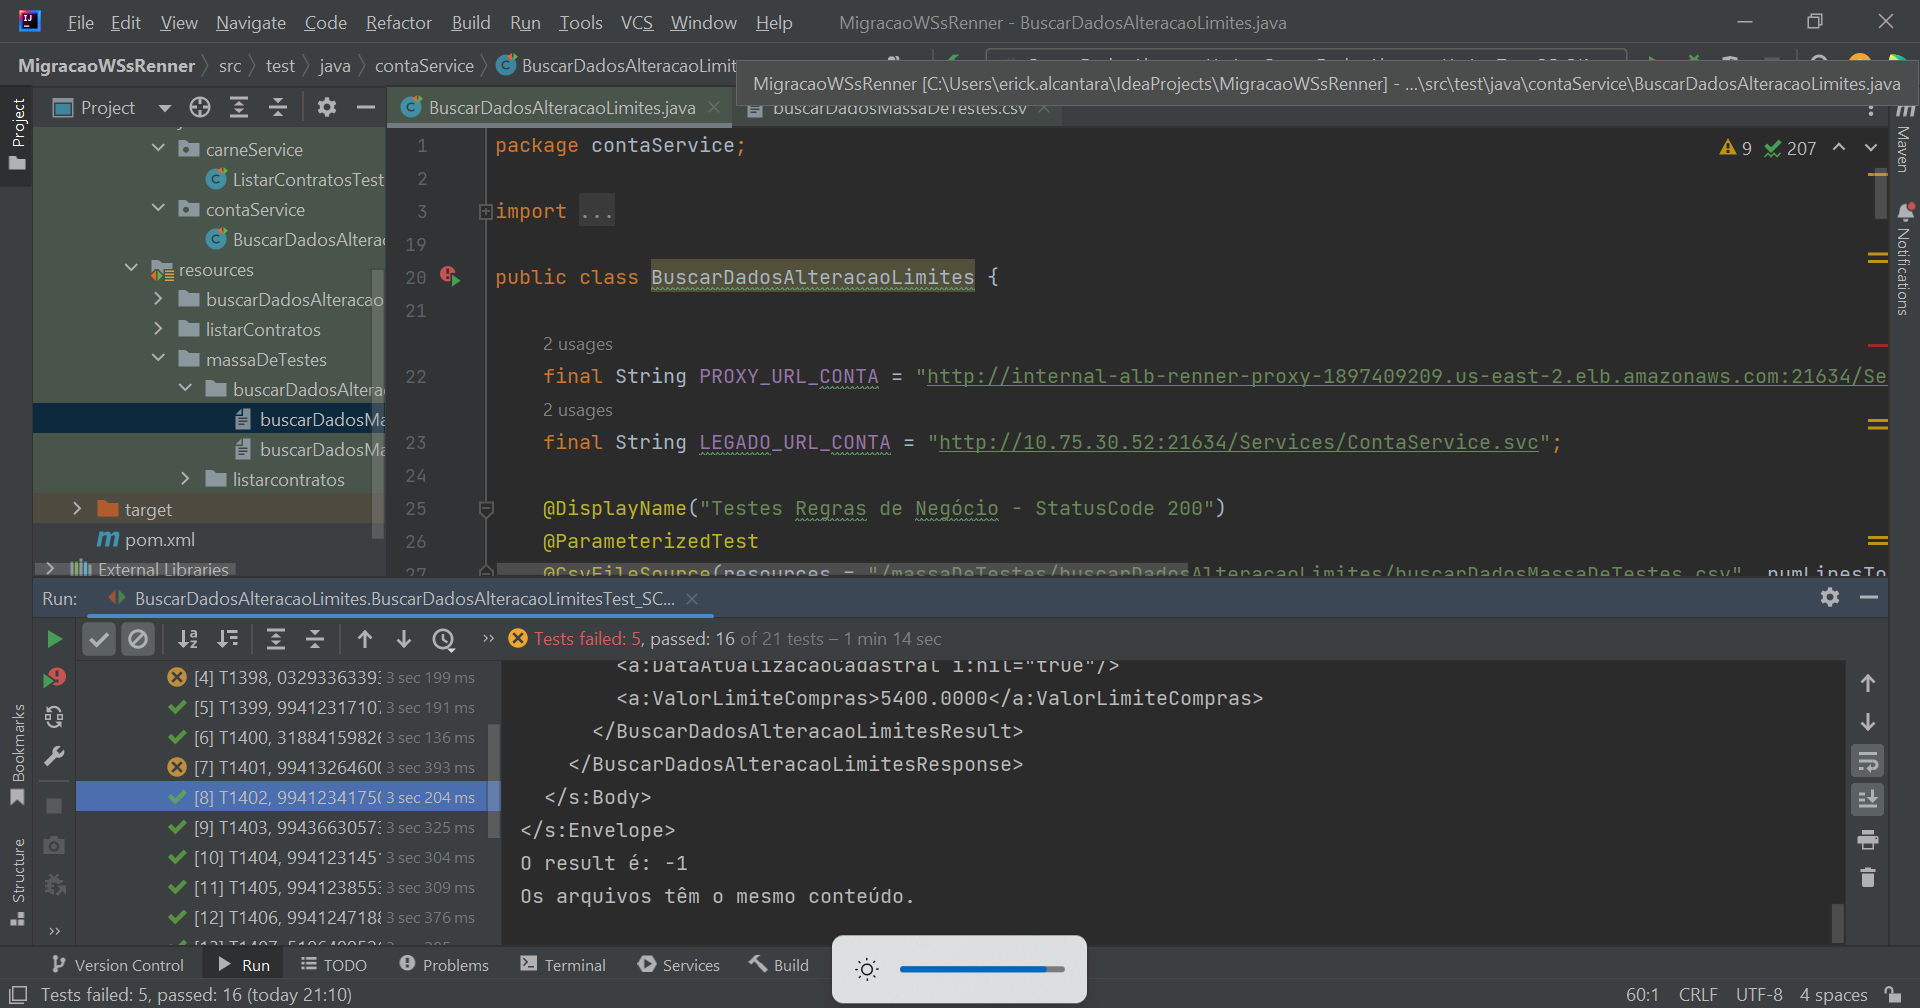 File Edit View Navigate Code Refactor Build Run Tools VCS Window Help MigracaoWSsRenner - BuscarDadosAlteracaoLimites.java
MigracaoWSsRenner src test java contaService BuscarDadosAlteracaoLimit
MigracaoWSsRenner [C:\Users\erick.alcantara\IdeaProjects\MigracaoWSsRenner] - ...\src\test\java\contaService\BuscarDadosAlteracaoLimites.java
Project BuscarDadosAlteracaoLimites.java buscarDadosMassaDeTestes.csv
Project
Bookmarks
Structure
carneService
ListarContratosTest
contaService
BuscarDadosAltera
resources
buscarDadosAlteracao
listarContratos
massaDeTestes
buscarDadosAltera
buscarDadosMa
buscarDadosMa
listarcontratos
target
pom.xml
External Libraries
9 207
1 package contaService;
2
3 import ...
19
20 public class BuscarDadosAlteracaoLimites {
21
2 usages
22 final String PROXY_URL_CONTA = "http://internal-alb-renner-proxy-1897409209.us-east-2.elb.amazonaws.com:21634/Se
2 usages
23 final String LEGADO_URL_CONTA = "http://10.75.30.52:21634/Services/ContaService.svc";
24
25 @DisplayName("Testes Regras de Negócio - StatusCode 200")
26 @ParameterizedTest
27 @CsvFileSource(resources = "/massaDeTestes/buscarDadosAlteracaoLimites/buscarDadosMassaDeTestes.csv", numLinesTo
Maven
Notifications
Run: BuscarDadosAlteracaoLimites.BuscarDadosAlteracaoLimitesTest_SC...
Tests failed: 5, passed: 16 of 21 tests – 1 min 14 sec
[4] T1398, 03293363393 3 sec 199 ms
[5] T1399, 99412317107 3 sec 191 ms
[6] T1400, 31884159826 3 sec 136 ms
[7] T1401, 99413264600 3 sec 393 ms
[8] T1402, 99412341750 3 sec 204 ms
[9] T1403, 99436630573 3 sec 325 ms
[10] T1404, 994123145 3 sec 304 ms
[11] T1405, 9941238553 3 sec 309 ms
[12] T1406, 9941247188 3 sec 376 ms
<a:DataAtualizacaoCadastral i:nil="true"/>
<a:ValorLimiteCompras>5400.0000</a:ValorLimiteCompras>
</BuscarDadosAlteracaoLimitesResult>
</BuscarDadosAlteracaoLimitesResponse>
</s:Body>
</s:Envelope>
O result é: -1
Os arquivos têm o mesmo conteúdo.
Version Control Run TODO Problems Terminal Services Build
Tests failed: 5, passed: 16 (today 21:10) 60:1 CRLF UTF-8 4 spaces